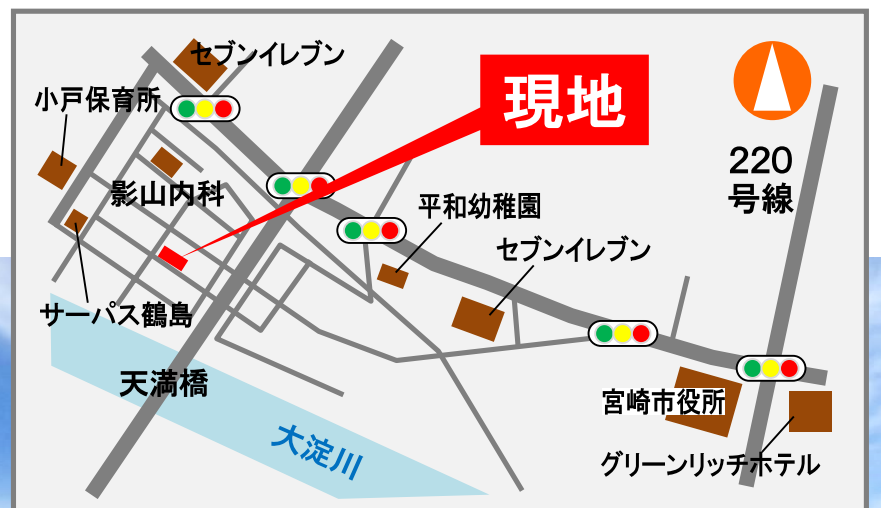 セブンイレブン
小戸保育所
現地
220
号線
影山内科
平和幼稚園
セブンイレブン
サーパス鶴島
天満橋
宮崎市役所
大淀川
グリーンリッチホテル